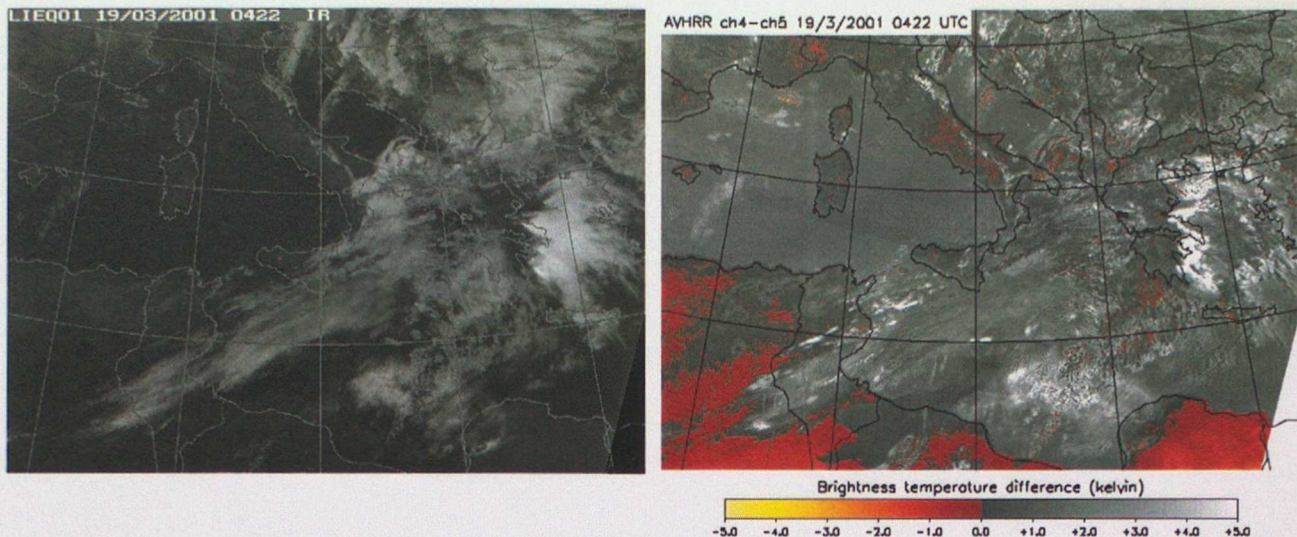 LIEQ01 19/03/2001 0422 IR
AVHRR ch4-ch5 19/3/2001 0422 UTC
Brightness temperature difference (kelvin)
-5.0 -4.0 -3.0 -2.0 -1.0 0.0 +1.0 +2.0 +3.0 +4.0 +5.0